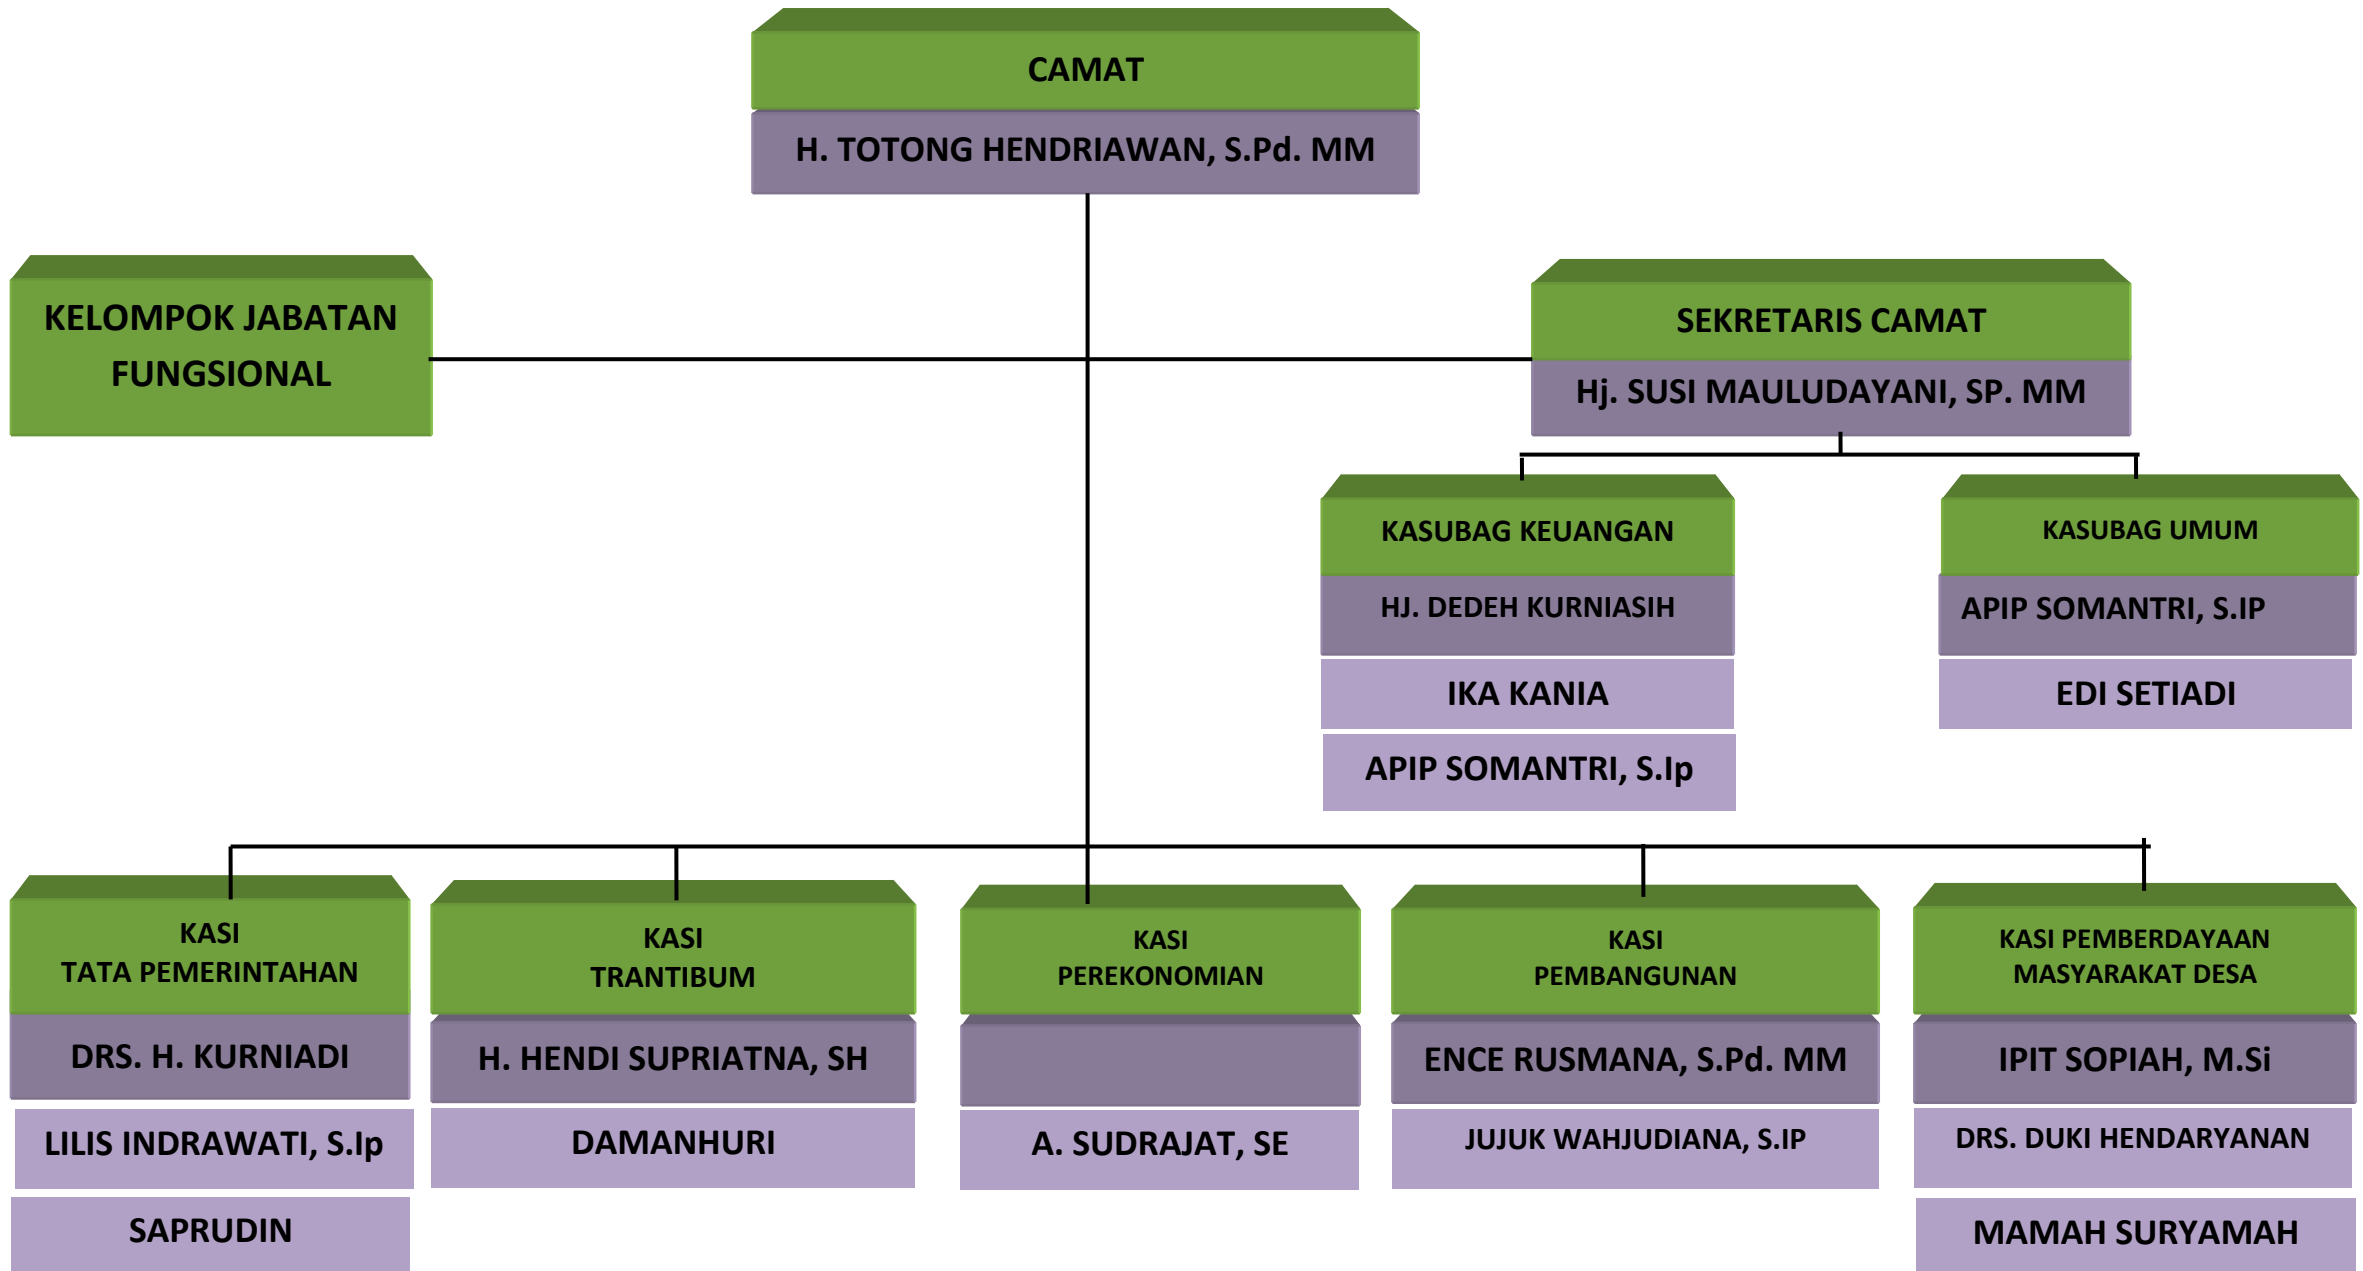 CAMAT
H. TOTONG HENDRIAWAN, S.Pd. MM
KELOMPOK JABATAN
FUNGSIONAL
SEKRETARIS CAMAT
Hj. SUSI MAULUDAYANI, SP. MM
KASUBAG KEUANGAN
HJ. DEDEH KURNIASIH
IKA KANIA
APIP SOMANTRI, S.Ip
KASUBAG UMUM
APIP SOMANTRI, S.IP
EDI SETIADI
KASI
TATA PEMERINTAHAN
DRS. H. KURNIADI
LILIS INDRAWATI, S.Ip
SAPRUDIN
KASI
TRANTIBUM
H. HENDI SUPRIATNA, SH
DAMANHURI
KASI
PEREKONOMIAN
A. SUDRAJAT, SE
KASI
PEMBANGUNAN
ENCE RUSMANA, S.Pd. MM
JUJUK WAHJUDIANA, S.IP
KASI PEMBERDAYAAN
MASYARAKAT DESA
IPIT SOPIAH, M.Si
DRS. DUKI HENDARYANAN
MAMAH SURYAMAH